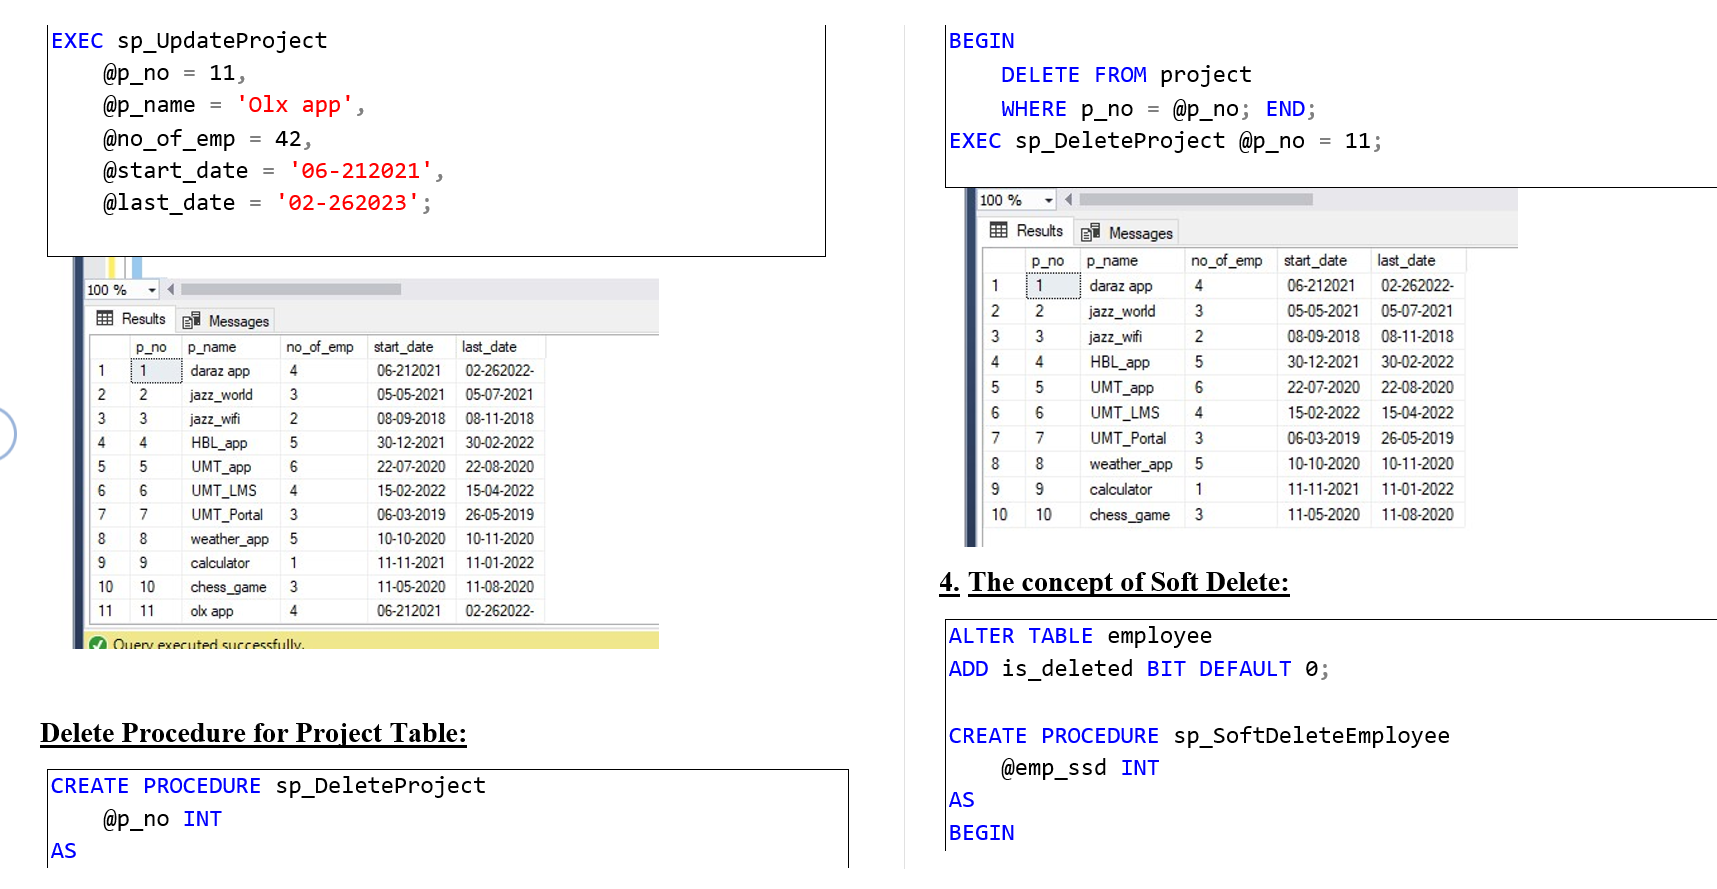 EXEC sp_UpdateProject
@p_no = 11,
@p_name = 'Olx app',
@no_of_emp = 42,
@start_date = '06-212021',
@last_date = '02-262023';
100 %
Results Messages
p_no p_name no_of_emp start_date last_date
1 1 daraz app 4 06-212021 02-262022-
2 2 jazz_world 3 05-05-2021 05-07-2021
3 3 jazz_wifi 2 08-09-2018 08-11-2018
4 4 HBL_app 5 30-12-2021 30-02-2022
5 5 UMT_app 6 22-07-2020 22-08-2020
6 6 UMT_LMS 4 15-02-2022 15-04-2022
7 7 UMT_Portal 3 06-03-2019 26-05-2019
8 8 weather_app 5 10-10-2020 10-11-2020
9 9 calculator 1 11-11-2021 11-01-2022
10 10 chess_game 3 11-05-2020 11-08-2020
11 11 olx app 4 06-212021 02-262022-
Query executed successfully.
Delete Procedure for Project Table:
CREATE PROCEDURE sp_DeleteProject
@p_no INT
AS
BEGIN
DELETE FROM project
WHERE p_no = @p_no; END;
EXEC sp_DeleteProject @p_no = 11;
100 %
Results Messages
p_no p_name no_of_emp start_date last_date
1 1 daraz app 4 06-212021 02-262022-
2 2 jazz_world 3 05-05-2021 05-07-2021
3 3 jazz_wifi 2 08-09-2018 08-11-2018
4 4 HBL_app 5 30-12-2021 30-02-2022
5 5 UMT_app 6 22-07-2020 22-08-2020
6 6 UMT_LMS 4 15-02-2022 15-04-2022
7 7 UMT_Portal 3 06-03-2019 26-05-2019
8 8 weather_app 5 10-10-2020 10-11-2020
9 9 calculator 1 11-11-2021 11-01-2022
10 10 chess_game 3 11-05-2020 11-08-2020
4. The concept of Soft Delete:
ALTER TABLE employee
ADD is_deleted BIT DEFAULT 0;
CREATE PROCEDURE sp_SoftDeleteEmployee
@emp_ssd INT
AS
BEGIN